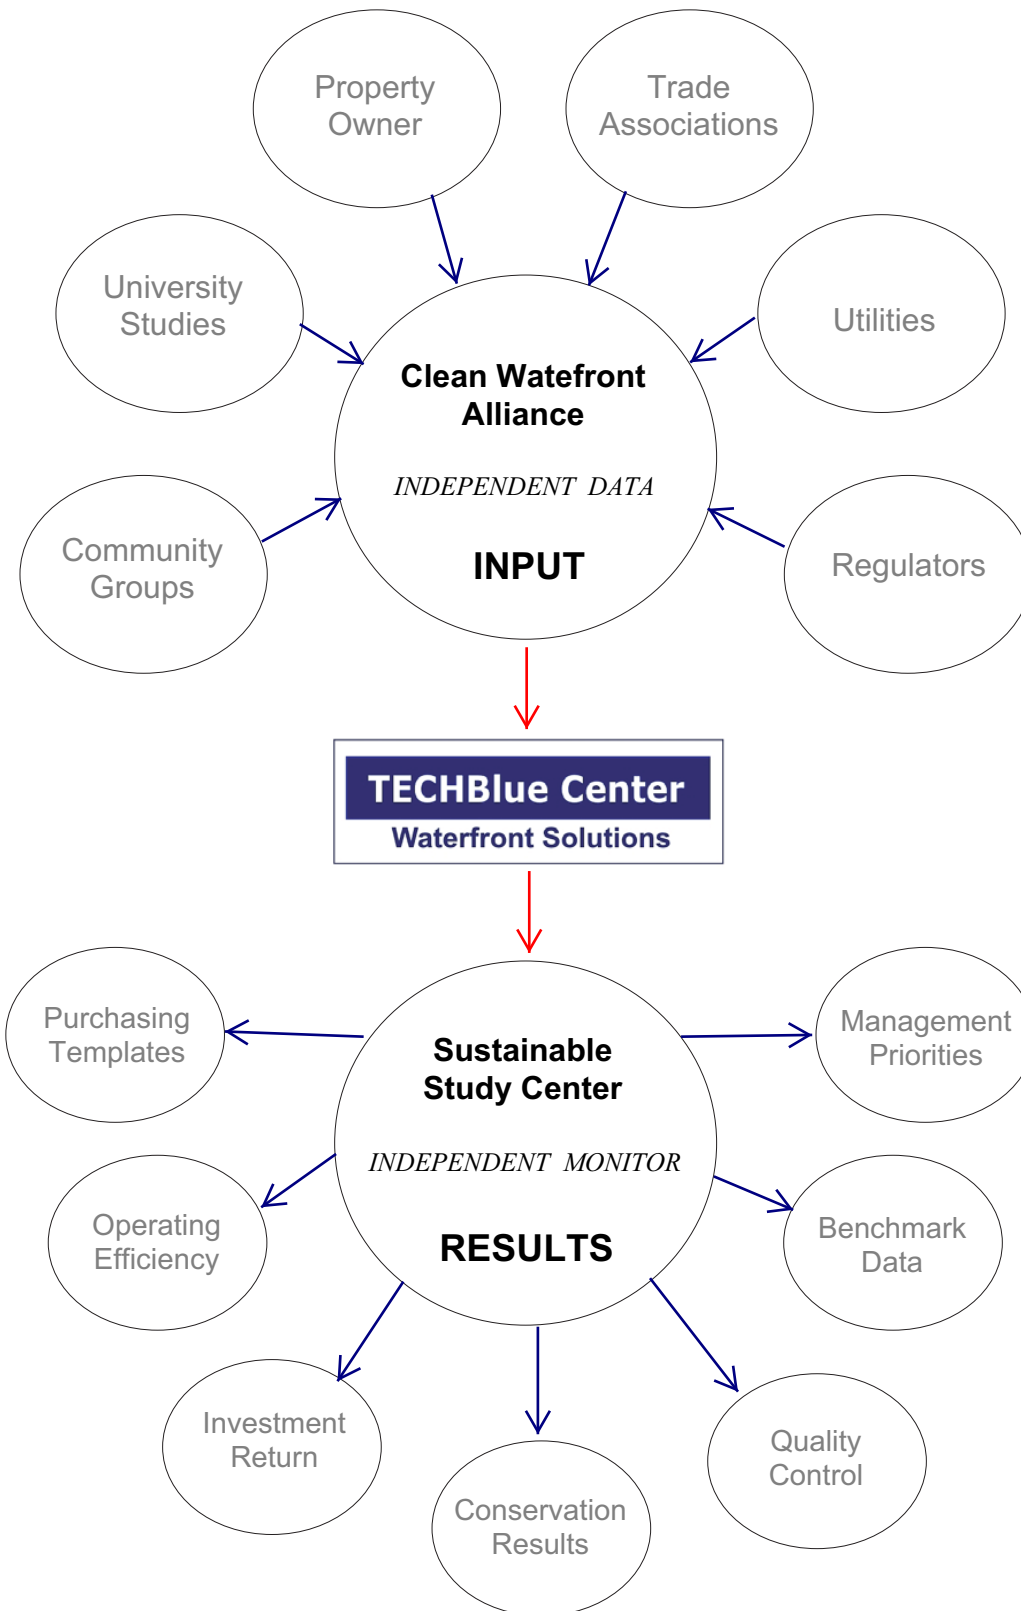 Property
Owner
Trade
Associations
University
Studies
Utilities
Clean Watefront
Alliance
INDEPENDENT DATA
INPUT
Community
Groups
Regulators
TECHBlue Center
Waterfront Solutions
Purchasing
Templates
Management
Priorities
Sustainable
Study Center
INDEPENDENT MONITOR
RESULTS
Operating
Efficiency
Benchmark
Data
Investment
Return
Quality
Control
Conservation
Results